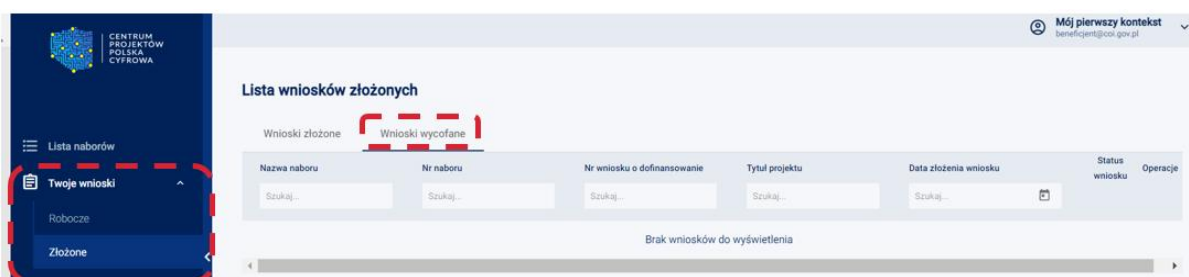 CENTRUM
PROJEKTÓW
POLSKA
CYFROWA
Mój pierwszy kontekst
beneficjent@coi.gov.pl
Lista wniosków złożonych
Wnioski złożone Wnioski wycofane
Lista naborów
Twoje wnioski
Robocze
Złożone
Nazwa naboru Nr naboru Nr wniosku o dofinansowanie Tytuł projektu Data złożenia wniosku Status wniosku Operacje
Szukaj... Szukaj... Szukaj... Szukaj... Szukaj...
Brak wniosków do wyświetlenia